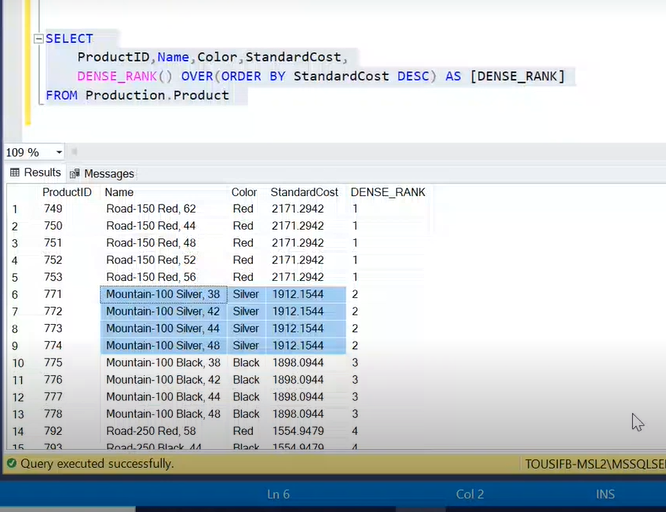 SELECT
ProductID,Name,Color,StandardCost,
DENSE_RANK() OVER(ORDER BY StandardCost DESC) AS [DENSE_RANK]
FROM Production.Product
109 %
Results Messages
ProductID Name Color StandardCost DENSE_RANK
1 749 Road-150 Red, 62 Red 2171.2942 1
2 750 Road-150 Red, 44 Red 2171.2942 1
3 751 Road-150 Red, 48 Red 2171.2942 1
4 752 Road-150 Red, 52 Red 2171.2942 1
5 753 Road-150 Red, 56 Red 2171.2942 1
6 771 Mountain-100 Silver, 38 Silver 1912.1544 2
7 772 Mountain-100 Silver, 42 Silver 1912.1544 2
8 773 Mountain-100 Silver, 44 Silver 1912.1544 2
9 774 Mountain-100 Silver, 48 Silver 1912.1544 2
10 775 Mountain-100 Black, 38 Black 1898.0944 3
11 776 Mountain-100 Black, 42 Black 1898.0944 3
12 777 Mountain-100 Black, 44 Black 1898.0944 3
13 778 Mountain-100 Black, 48 Black 1898.0944 3
14 792 Road-250 Red, 58 Red 1554.9479 4
15 793 Road-250 Black, 44 Black 1554.9479 4
Query executed successfully. TOUSIFB-MSL2\MSSQLSE
Ln 6 Col 2 INS